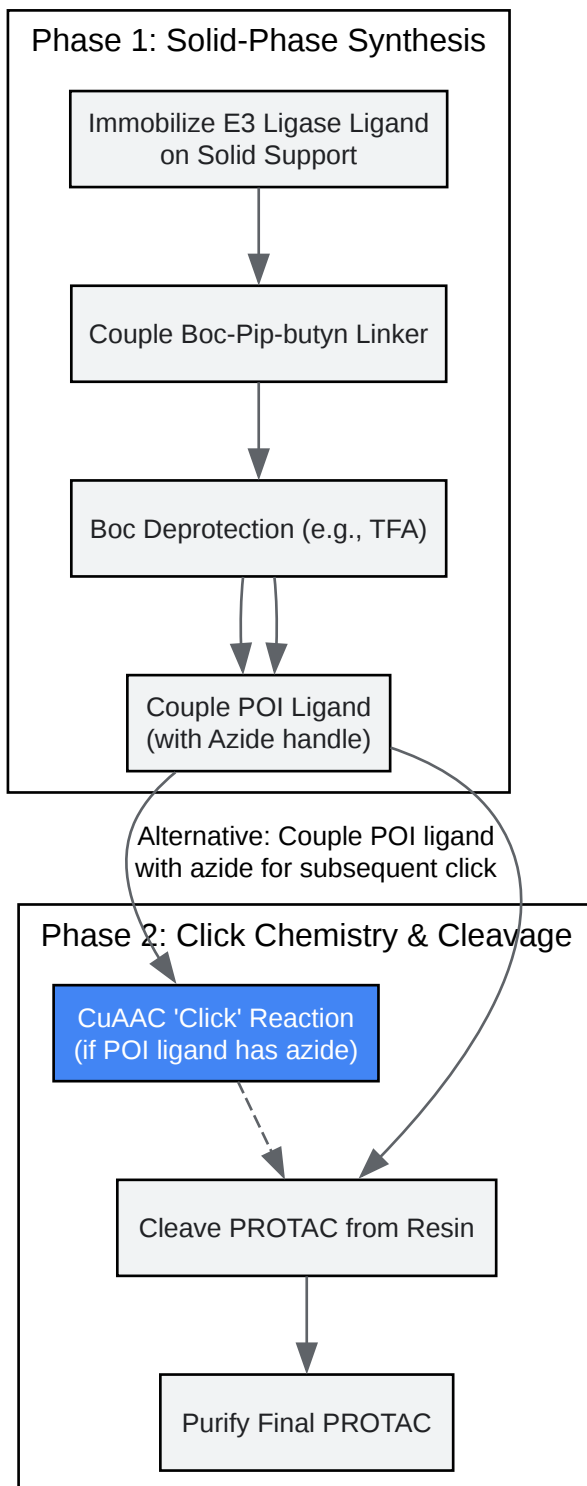 Phase 1: Solid-Phase Synthesis
Immobilize E3 Ligase Ligand
on Solid Support
Couple Boc-Pip-butyn Linker
Boc Deprotection (e.g., TFA)
Couple POI Ligand
(with Azide handle)
Alternative: Couple POI ligand
with azide for subsequent click
Phase 2: Click Chemistry & Cleavage
CuAAC 'Click' Reaction
(if POI ligand has azide)
Cleave PROTAC from Resin
Purify Final PROTAC